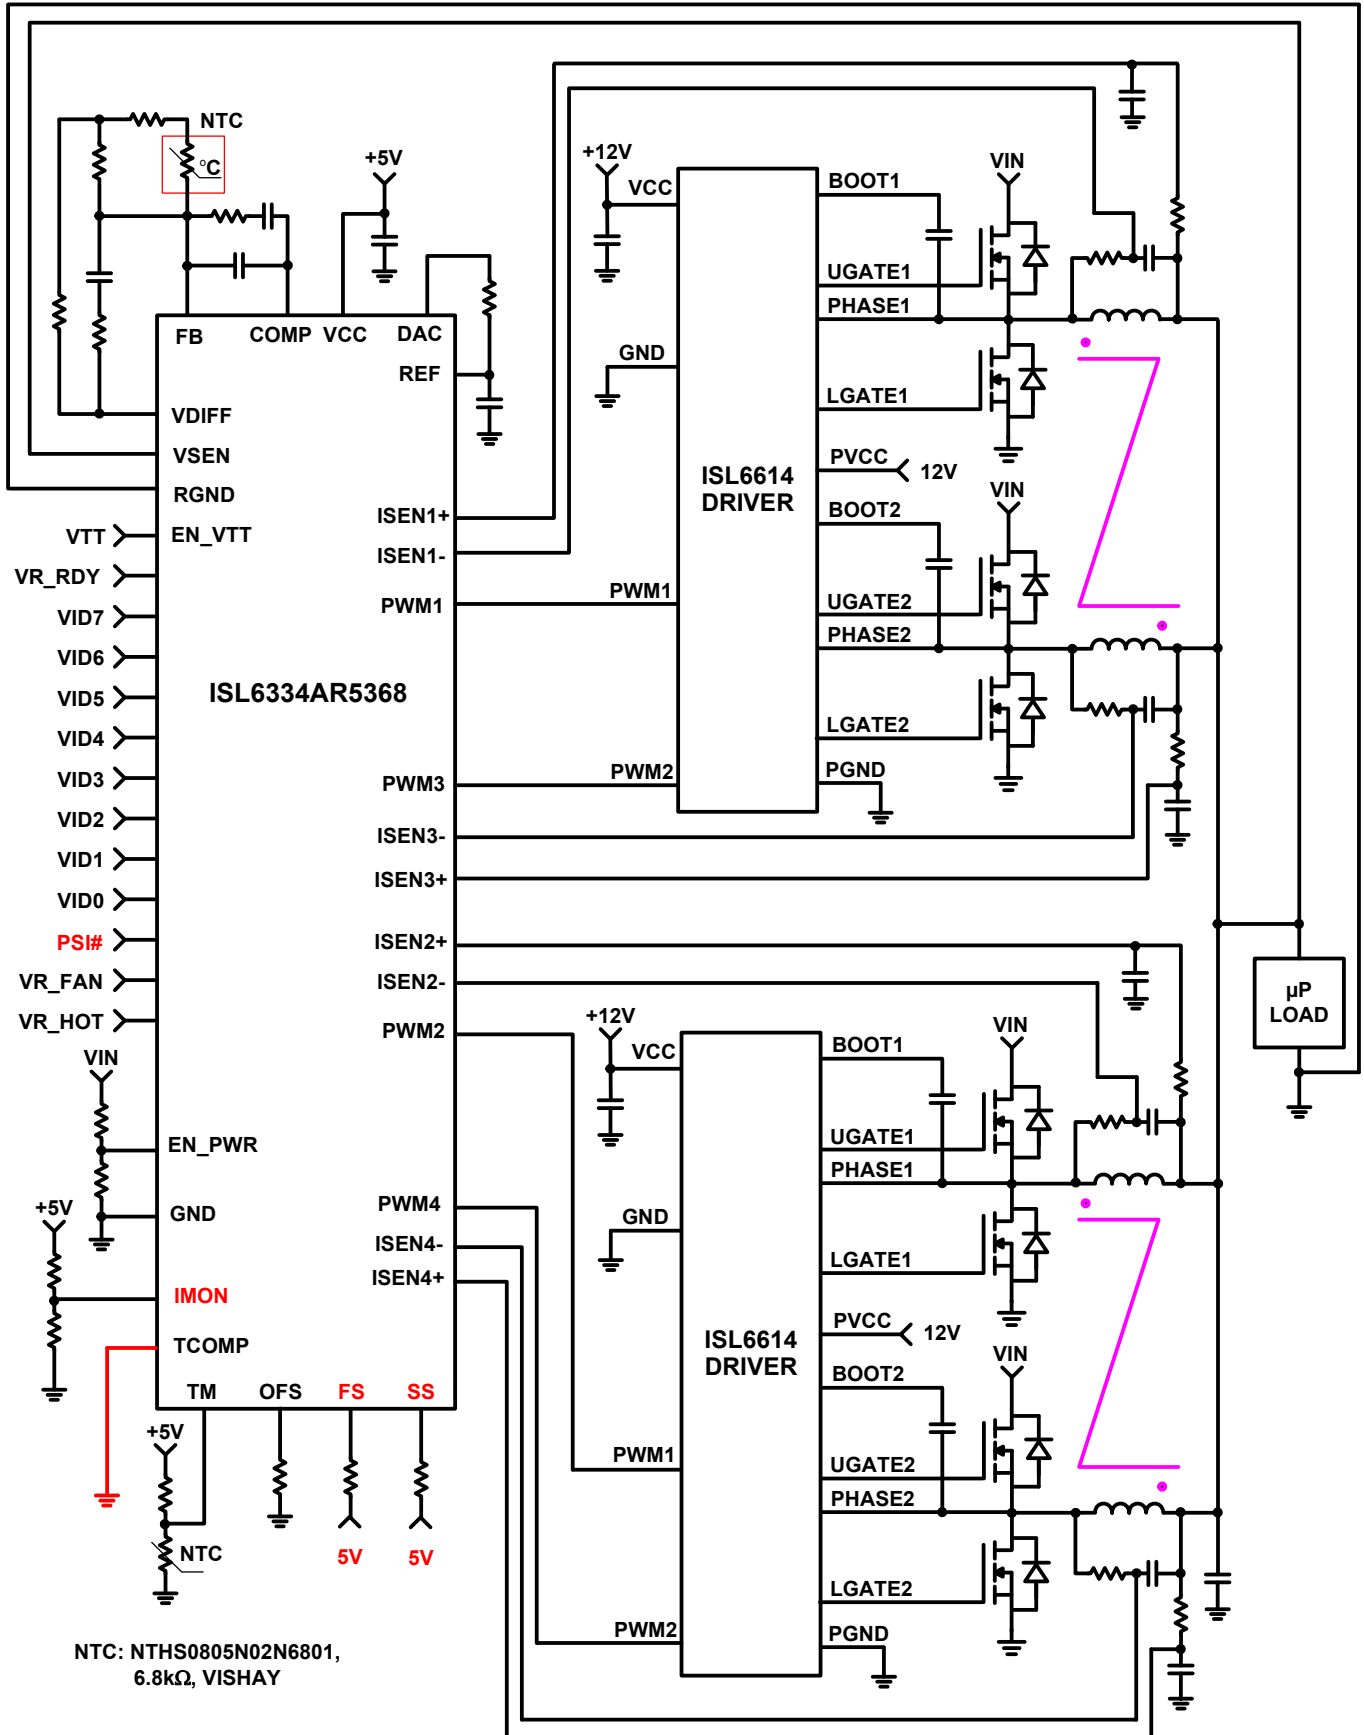 NTC
°C
+5V
FB
COMP
VCC
DAC
REF
VDIFF
VSEN
RGND
VTT
EN_VTT
VR_RDY
VID7
VID6
VID5
VID4
VID3
VID2
VID1
VID0
PSI#
VR_FAN
VR_HOT
VIN
EN_PWR
GND
+5V
IMON
TCOMP
TM
OFS
FS
SS
+5V
NTC
5V
5V
ISL6334AR5368
ISEN1+
ISEN1-
PWM1
PWM3
ISEN3-
ISEN3+
ISEN2+
ISEN2-
PWM2
PWM4
ISEN4-
ISEN4+
+12V
VCC
GND
PWM1
PWM2
ISL6614
DRIVER
BOOT1
UGATE1
PHASE1
LGATE1
PVCC
12V
BOOT2
UGATE2
PHASE2
LGATE2
PGND
VIN
VIN
+12V
VCC
GND
PWM1
PWM2
ISL6614
DRIVER
BOOT1
UGATE1
PHASE1
LGATE1
PVCC
12V
BOOT2
UGATE2
PHASE2
LGATE2
PGND
VIN
VIN
µP
LOAD
NTC: NTHS0805N02N6801,
6.8kΩ, VISHAY